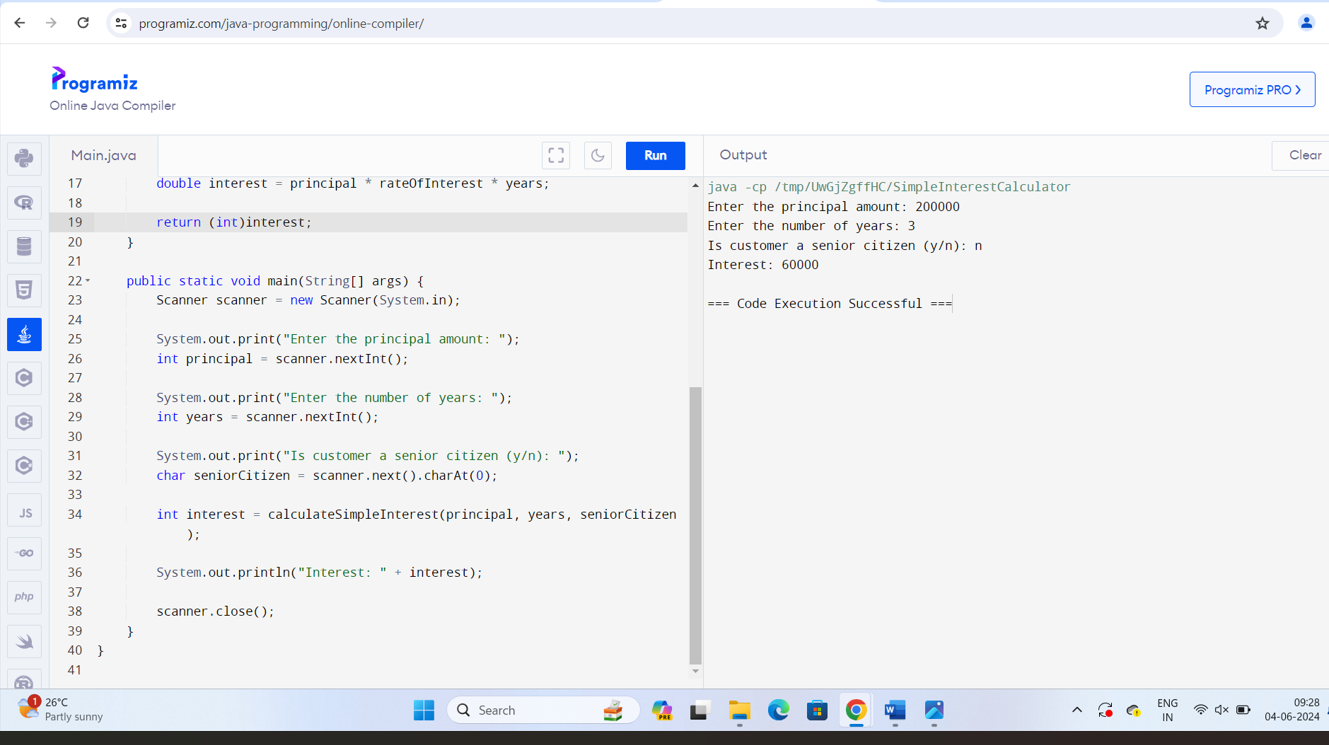 programiz.com/java-programming/online-compiler/
Programiz
Online Java Compiler
Programiz PRO >
Main.java
Run
Output
Clear
17 double interest = principal * rateOfInterest * years;
18
19 return (int)interest;
20 }
21
22 public static void main(String[] args) {
23 Scanner scanner = new Scanner(System.in);
24
25 System.out.print("Enter the principal amount: ");
26 int principal = scanner.nextInt();
27
28 System.out.print("Enter the number of years: ");
29 int years = scanner.nextInt();
30
31 System.out.print("Is customer a senior citizen (y/n): ");
32 char seniorCitizen = scanner.next().charAt(0);
33
34 int interest = calculateSimpleInterest(principal, years, seniorCitizen
);
35
36 System.out.println("Interest: " + interest);
37
38 scanner.close();
39 }
40 }
41
java -cp /tmp/UwGjZgffHC/SimpleInterestCalculator
Enter the principal amount: 200000
Enter the number of years: 3
Is customer a senior citizen (y/n): n
Interest: 60000
=== Code Execution Successful ===
JS
GO
php
1
26°C
Partly sunny
Search
PRE
ENG
IN
09:28
04-06-2024